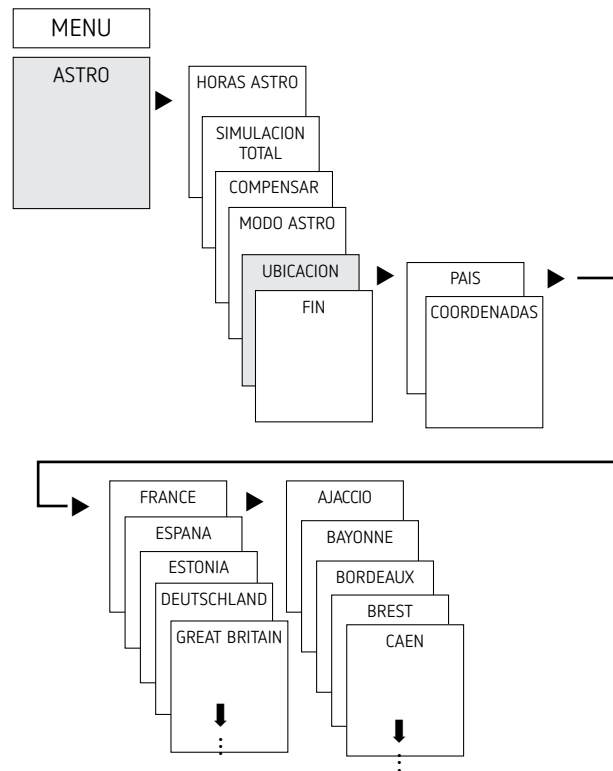 MENU
ASTRO
HORAS ASTRO
SIMULACION
TOTAL
COMPENSAR
MODO ASTRO
UBICACION
FIN
PAIS
COORDENADAS
FRANCE
ESPANA
ESTONIA
DEUTSCHLAND
GREAT BRITAIN
AJACCIO
BAYONNE
BORDEAUX
BREST
CAEN